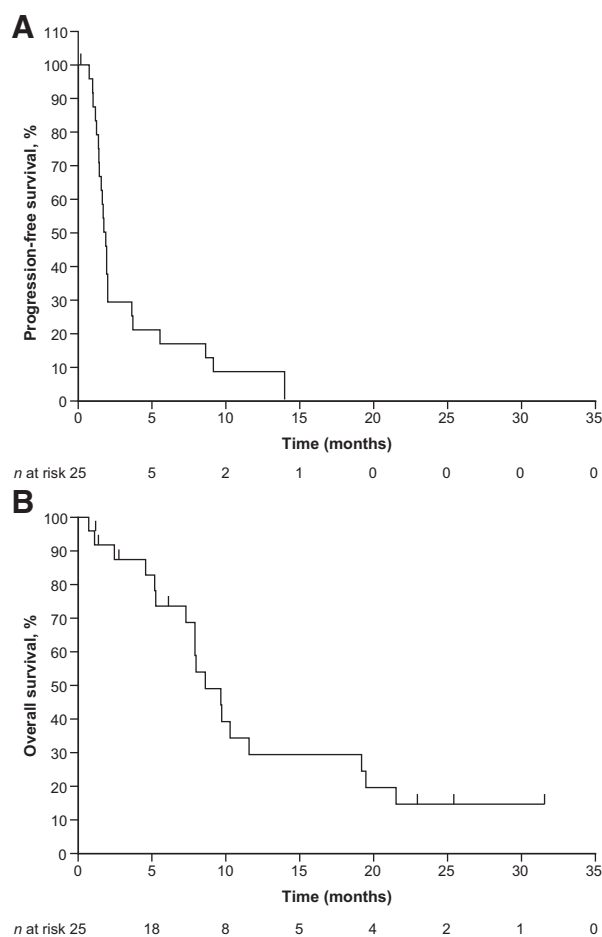 A
110
100
90
80
70
60
50
40
30
20
10
0
Progression-free survival, %
0 5 10 15 20 25 30 35
Time (months)
n at risk 25 5 2 1 0 0 0 0
B
100
90
80
70
60
50
40
30
20
10
0
Overall survival, %
0 5 10 15 20 25 30 35
Time (months)
n at risk 25 18 8 5 4 2 1 0